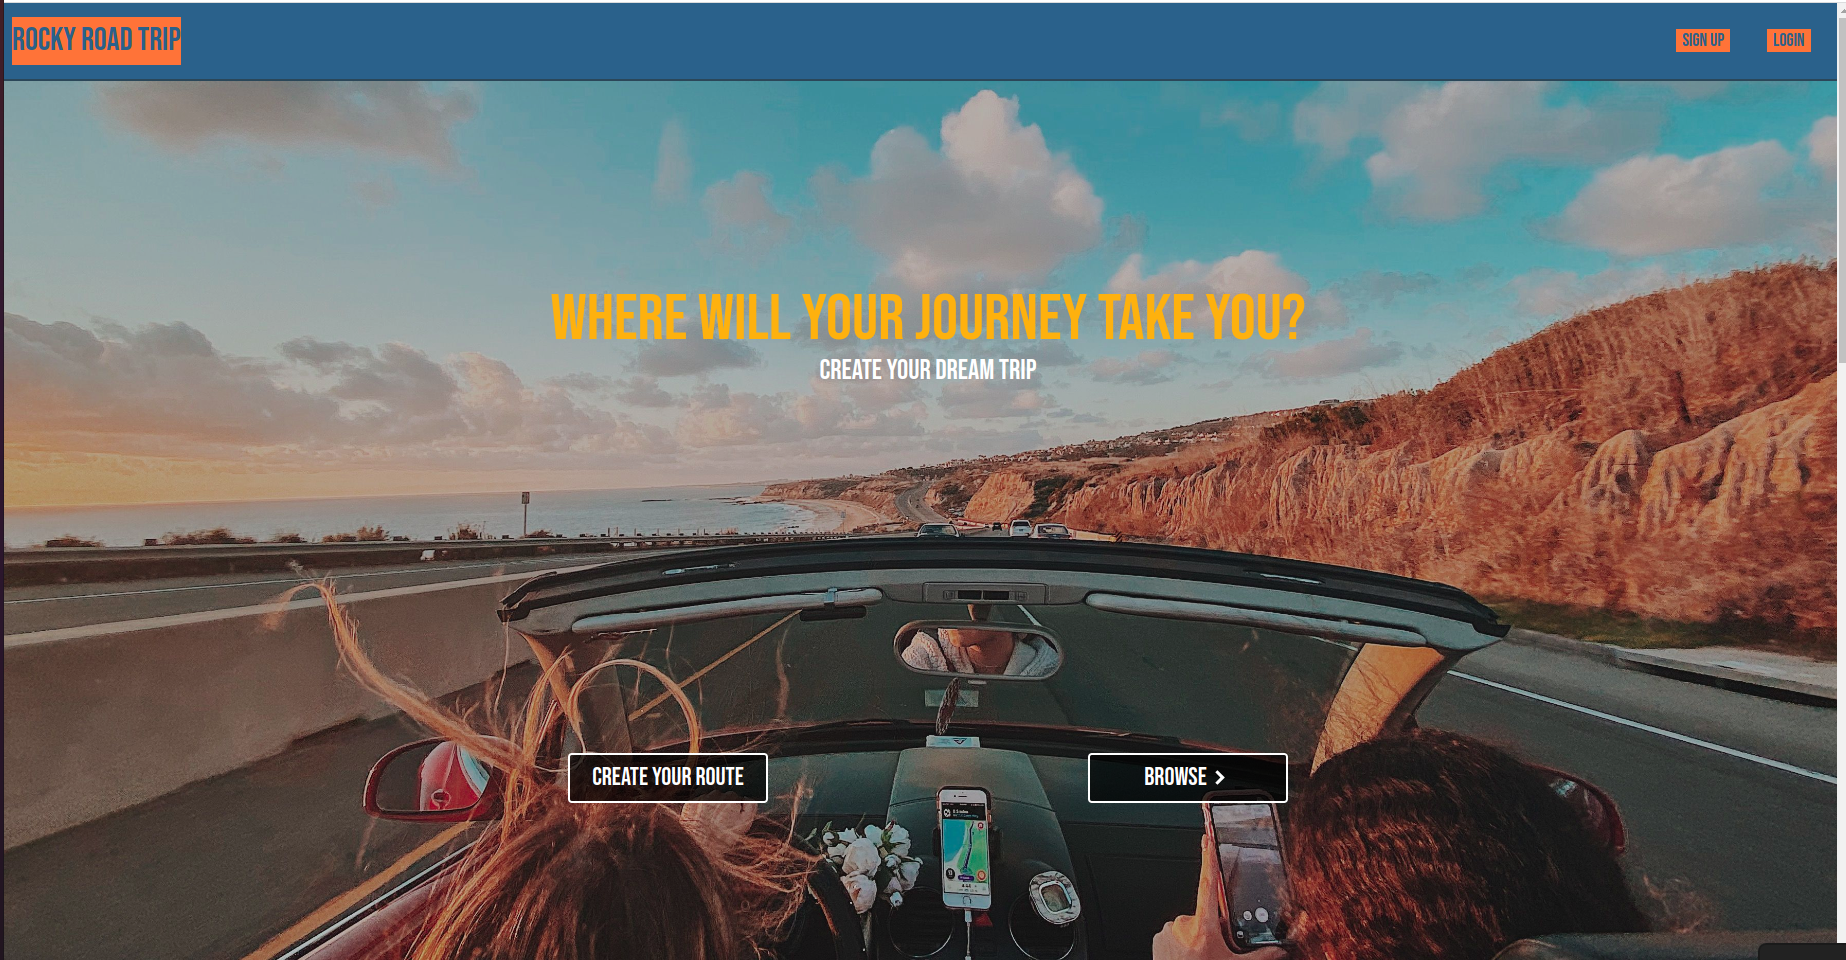 ROCKY ROAD TRIP
SIGN UP
LOGIN
WHERE WILL YOUR JOURNEY TAKE YOU?
CREATE YOUR DREAM TRIP
CREATE YOUR ROUTE
BROWSE